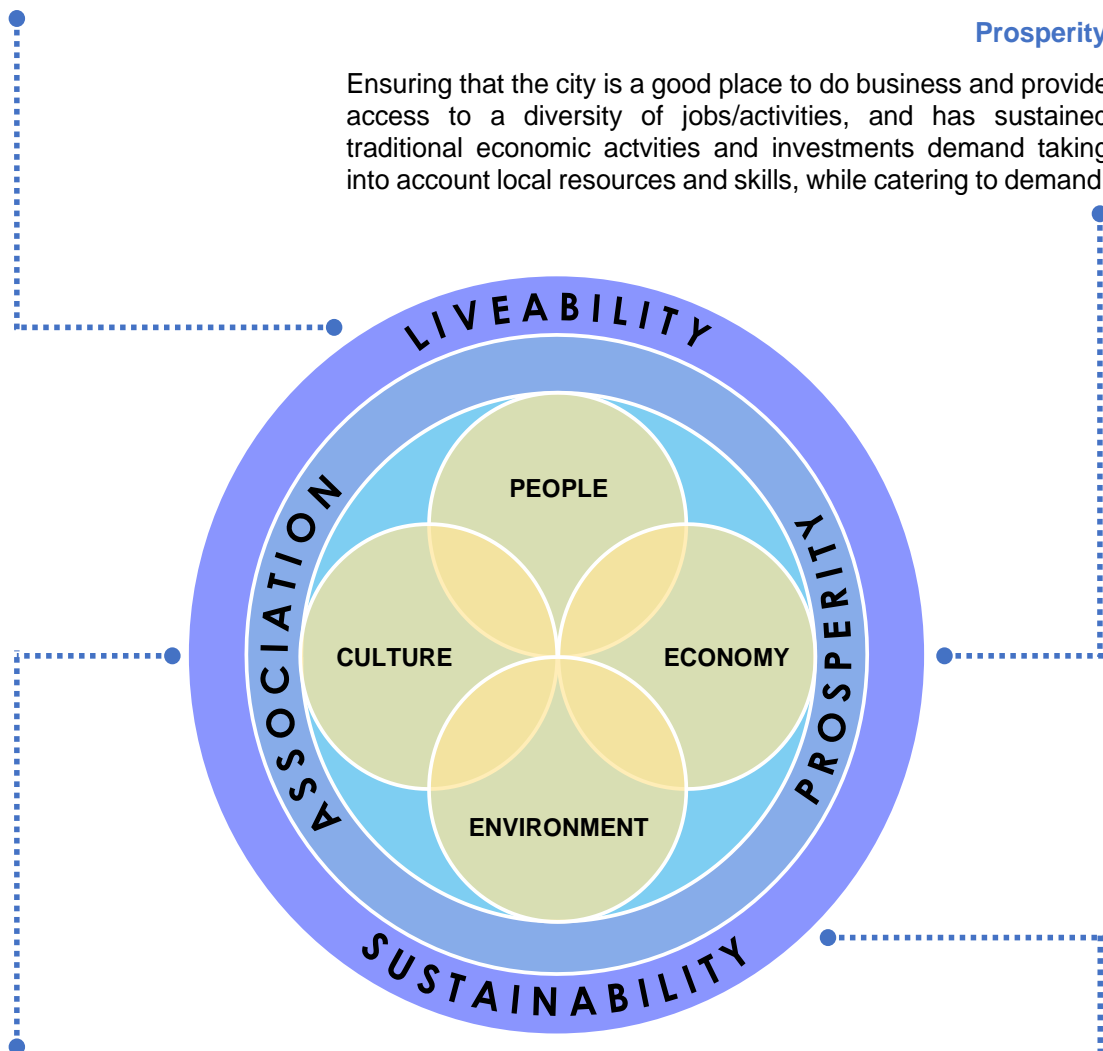 Prosperity
Ensuring that the city is a good place to do business and provide
access to a diversity of jobs/activities, and has sustained
traditional economic actvities and investments demand taking
into account local resources and skills, while catering to demand
LIVEABILITY
ASSOCIATION
PROSPERITY
PEOPLE
CULTURE
ECONOMY
ENVIRONMENT
SUSTAINABILITY